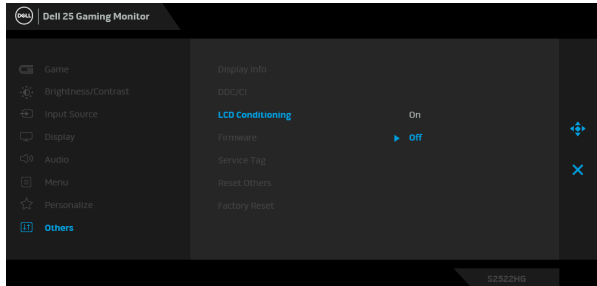 DELL Dell 25 Gaming Monitor
Game
Brightness/Contrast
Input Source
Display
Audio
Menu
Personalize
Others
Display Info
DDC/CI
LCD Conditioning On
Firmware Off
Service Tag
Reset Others
Factory Reset
S2522HG